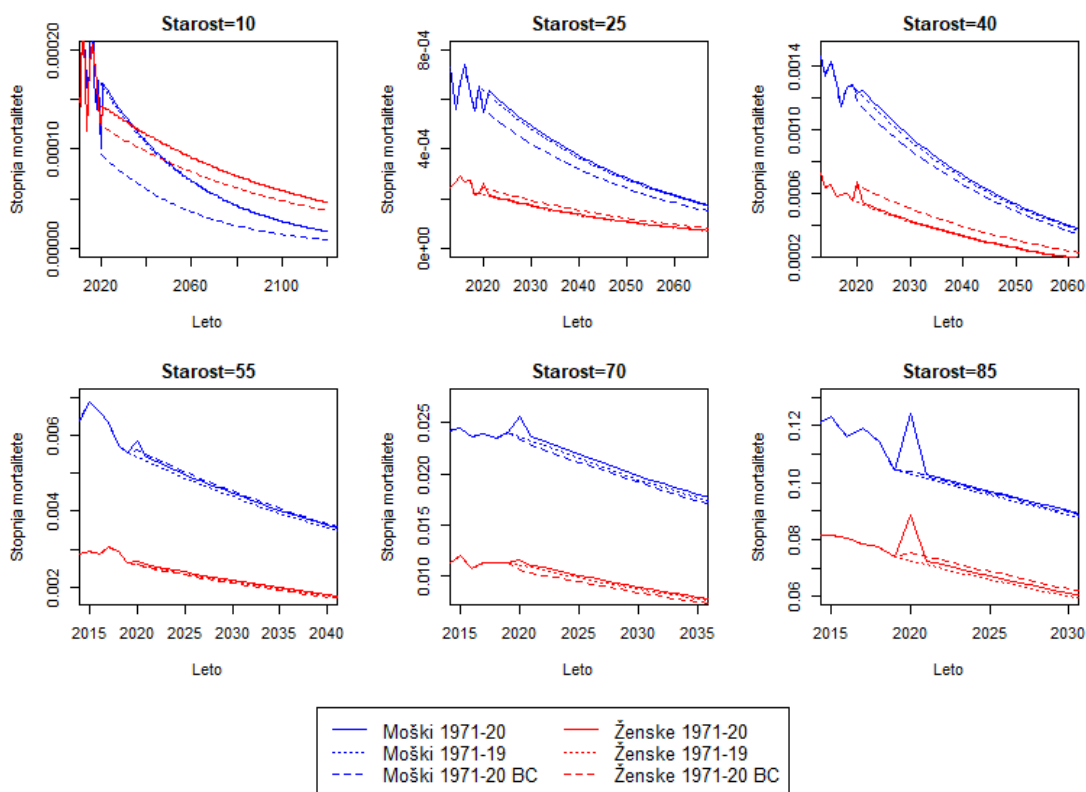 Starost=10
Stopnja mortalitete
0.00000
0.00010
0.00020
2020
2060
2100
Leto
Starost=25
Stopnja mortalitete
0e+00
4e-04
8e-04
2020
2030
2040
2050
2060
Leto
Starost=40
Stopnja mortalitete
0.0002
0.0006
0.0010
0.0014
2020
2030
2040
2050
2060
Leto
Starost=55
Stopnja mortalitete
0.002
0.004
0.006
2015
2020
2025
2030
2035
2040
Leto
Starost=70
Stopnja mortalitete
0.010
0.015
0.020
0.025
2015
2020
2025
2030
2035
Leto
Starost=85
Stopnja mortalitete
0.06
0.08
0.10
0.12
2015
2020
2025
2030
Leto
Moški 1971-20
Moški 1971-19
Moški 1971-20 BC
Ženske 1971-20
Ženske 1971-19
Ženske 1971-20 BC